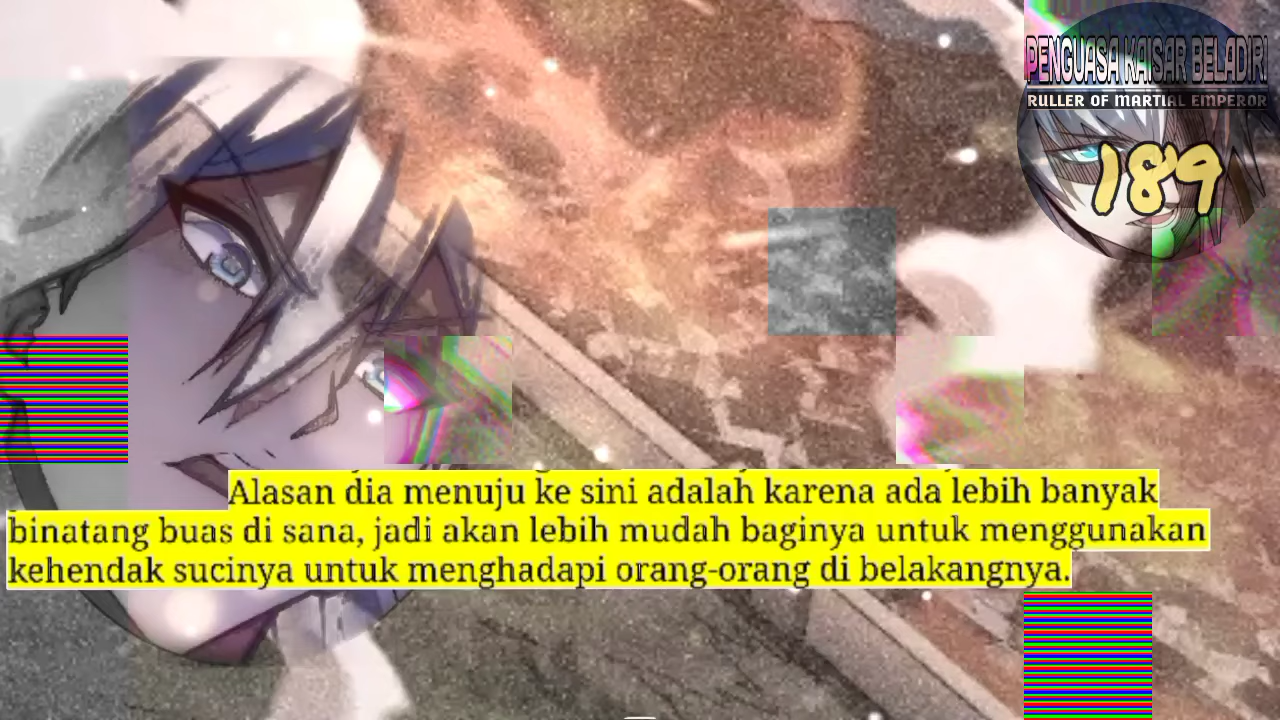 PENGUASA KAISAR BELADIRI
RULLER OF MARTIAL EMPEROR
189
Alasan dia menuju ke sini adalah karena ada lebih banyak
binatang buas di sana, jadi akan lebih mudah baginya untuk menggunakan
kehendak sucinya untuk menghadapi orang-orang di belakangnya.